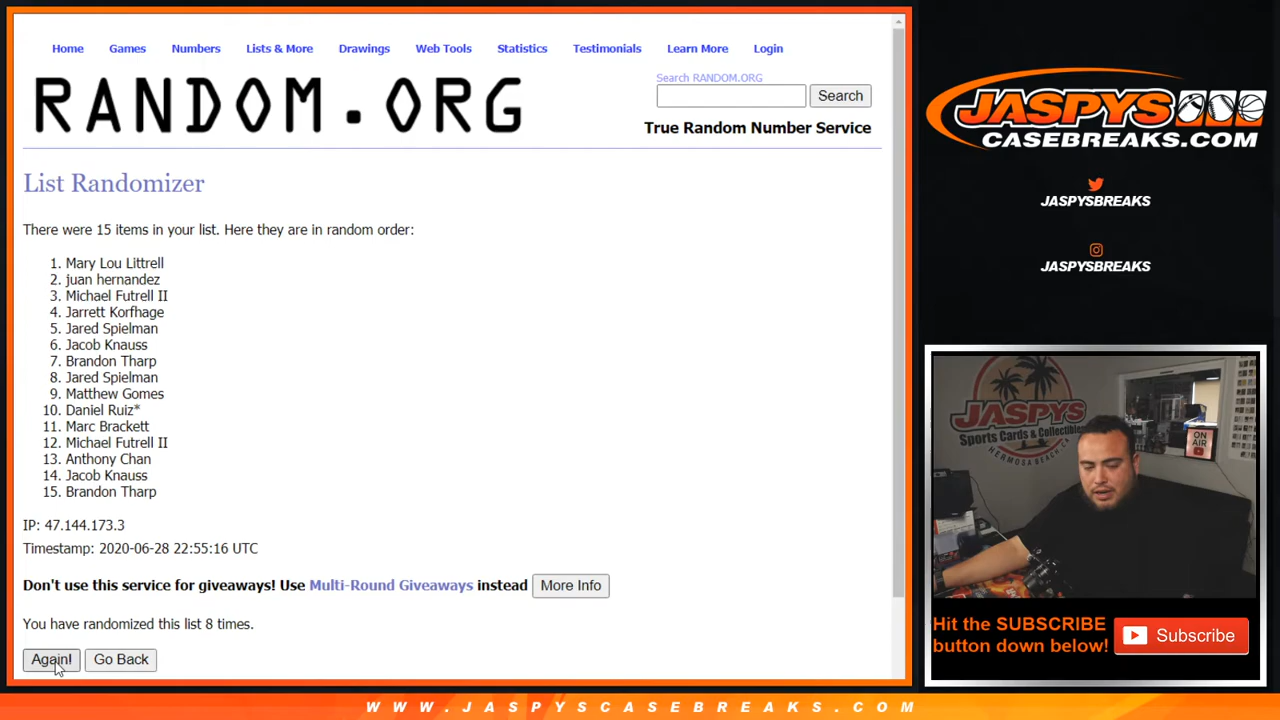 Home Games Numbers Lists & More Drawings Web Tools Statistics Testimonials Learn More Login
RANDOM.ORG
Search RANDOM.ORG
Search
True Random Number Service
List Randomizer
There were 15 items in your list. Here they are in random order:
1. Mary Lou Littrell
2. juan hernandez
3. Michael Futrell II
4. Jarrett Korfhage
5. Jared Spielman
6. Jacob Knauss
7. Brandon Tharp
8. Jared Spielman
9. Matthew Gomes
10. Daniel Ruiz*
11. Marc Brackett
12. Michael Futrell II
13. Anthony Chan
14. Jacob Knauss
15. Brandon Tharp
IP: 47.144.173.3
Timestamp: 2020-06-28 22:55:16 UTC
Don't use this service for giveaways! Use Multi-Round Giveaways instead More Info
You have randomized this list 8 times.
Again! Go Back
JASPYS
CASEBREAKS.COM
JASPYSBREAKS
JASPYSBREAKS
JASPYS
Sports Cards & Collectibles
HERMOSA BEACH, CA
ON
AIR
Hit the SUBSCRIBE
button down below!
Subscribe
WWW.JASPYSCASEBREAKS.COM